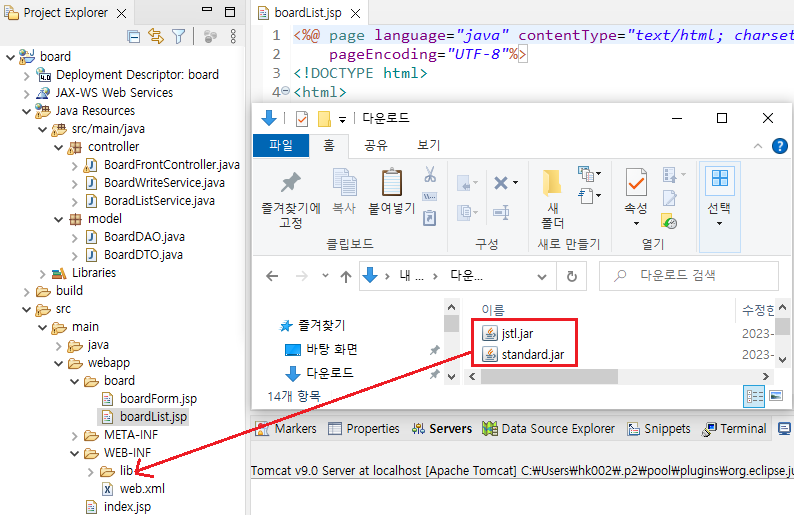 Project Explorer
board
Deployment Descriptor: board
JAX-WS Web Services
Java Resources
src/main/java
controller
BoardFrontController.java
BoardWriteService.java
BoradListService.java
model
BoardDAO.java
BoardDTO.java
Libraries
build
src
main
java
webapp
board
boardForm.jsp
boardList.jsp
META-INF
WEB-INF
lib
web.xml
index.jsp
boardList.jsp
1 <%@ page language="java" contentType="text/html; charset
2 pageEncoding="UTF-8"%>
3 <!DOCTYPE html>
4 <html>
다운로드
파일 홈 공유 보기
즐겨찾기에 고정
복사
붙여넣기
클립보드
구성
새 폴더
새로 만들기
속성
열기
선택
내 ... 다운...
다운로드 검색
즐겨찾기
바탕 화면
다운로드
이름 수정한
jstl.jar 2023-
standard.jar 2023-
14개 항목
Markers Properties Servers Data Source Explorer Snippets Terminal
Tomcat v9.0 Server at localhost [Apache Tomcat] C:₩Users₩hk002₩.p2₩pool₩plugins₩org.eclipse.ju